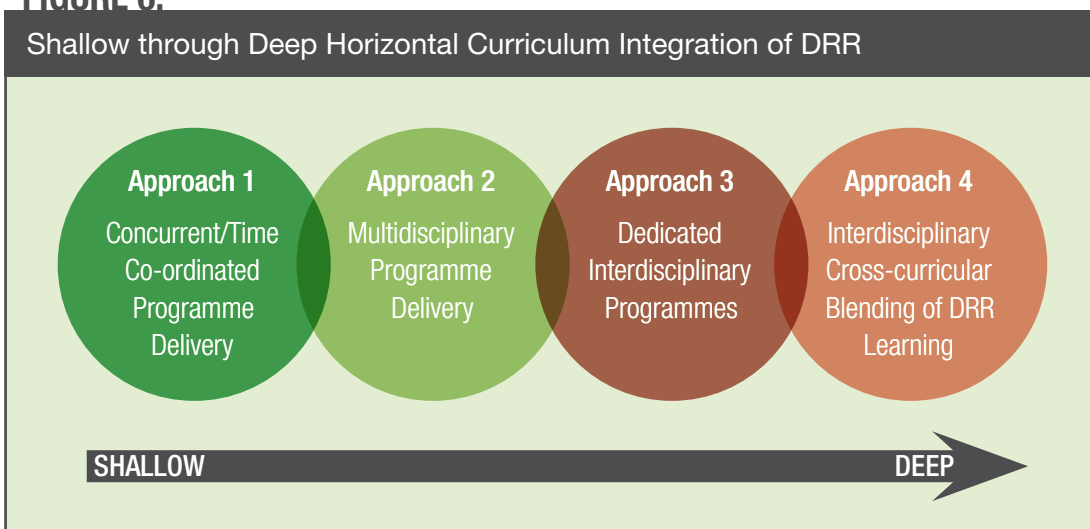 Shallow through Deep Horizontal Curriculum Integration of DRR
Approach 1
Concurrent/Time
Co-ordinated
Programme
Delivery
Approach 2
Multidisciplinary
Programme
Delivery
Approach 3
Dedicated
Interdisciplinary
Programmes
Approach 4
Interdisciplinary
Cross-curricular
Blending of DRR
Learning
SHALLOW
DEEP